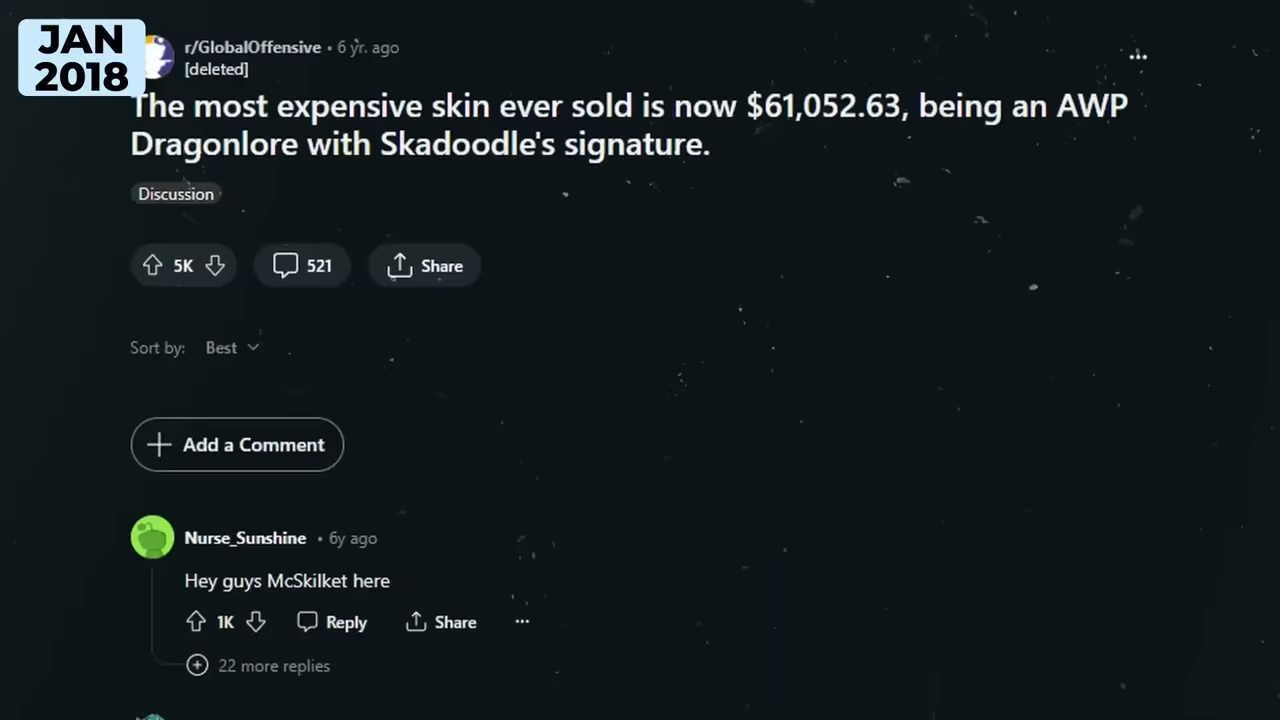 JAN
2018
r/GlobalOffensive • 6 yr. ago
[deleted]
The most expensive skin ever sold is now $61,052.63, being an AWP
Dragonlore with Skadoodle's signature.
Discussion
5K 521 Share
Sort by: Best
Add a Comment
Nurse_Sunshine • 6y ago
Hey guys McSkilket here
1K Reply Share ...
22 more replies